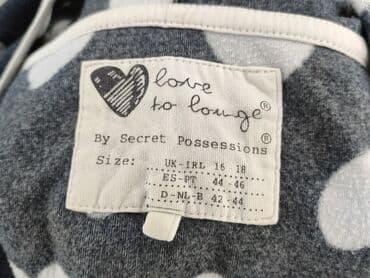 love
to lounge®
By Secret Possessions®
Size: UK-IRL 16 18
ES-PT 44-46
D-NL-B 42-44